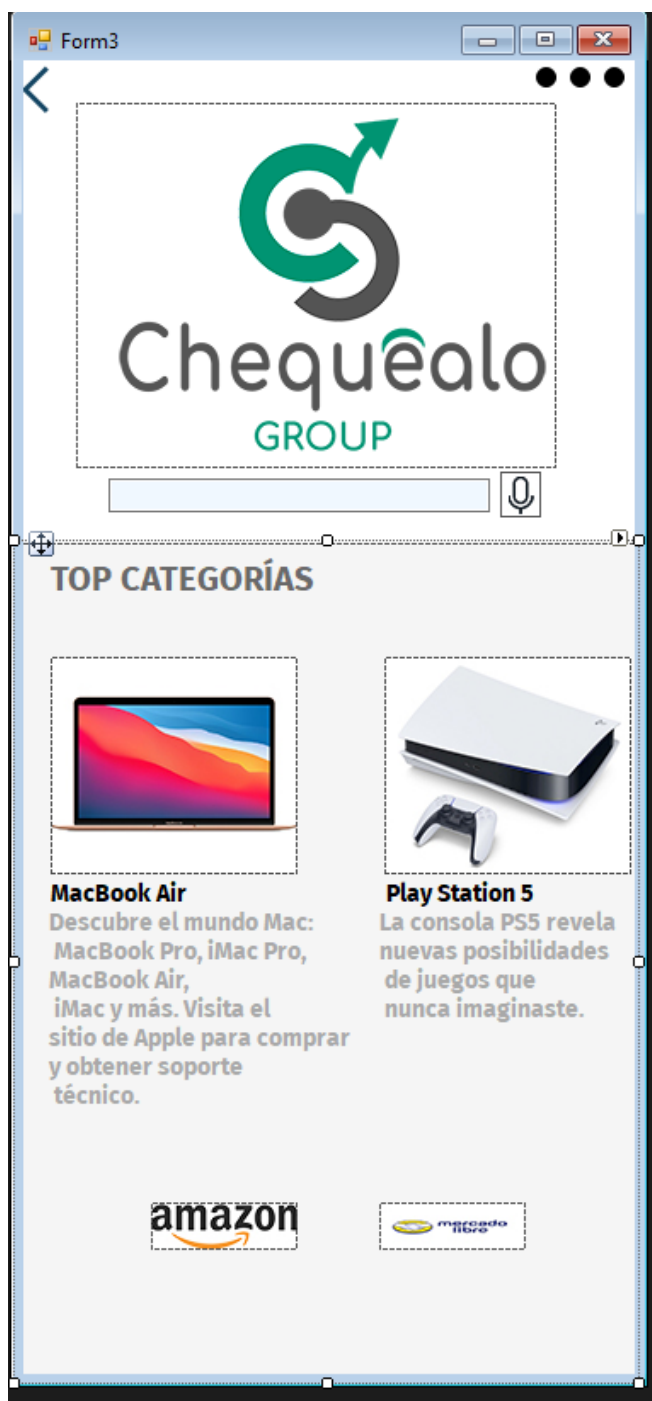 Form3
Chequêalo
GROUP
TOP CATEGORÍAS
MacBook Air
Descubre el mundo Mac:
MacBook Pro, iMac Pro,
MacBook Air,
iMac y más. Visita el
sitio de Apple para comprar
y obtener soporte
técnico.
Play Station 5
La consola PS5 revela
nuevas posibilidades
de juegos que
nunca imaginaste.
amazon
mercado
libre